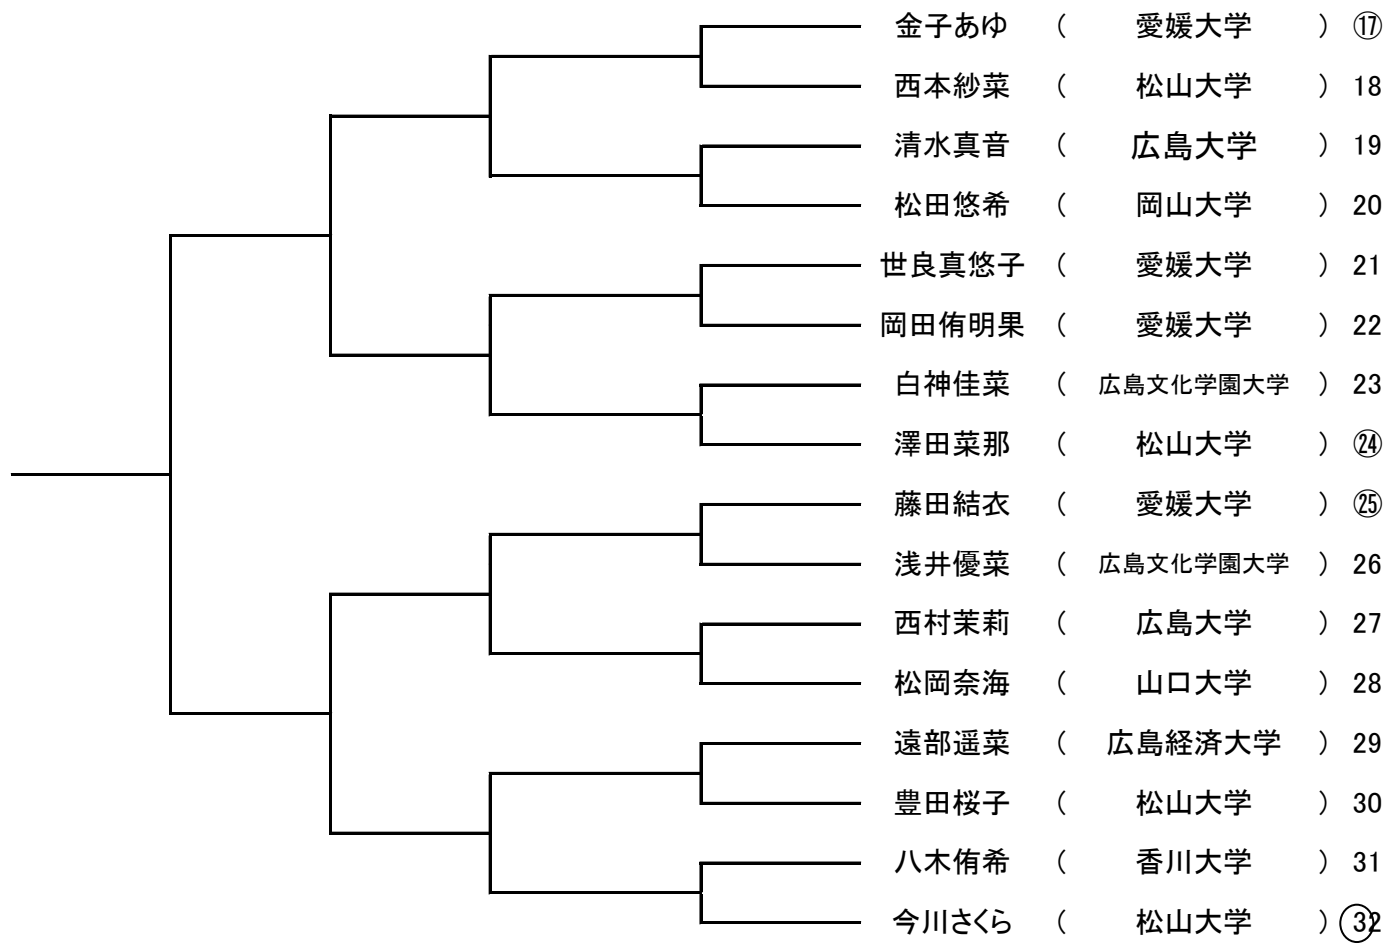 金子あゆ ( 愛媛大学 ) ⑰
西本紗菜 ( 松山大学 ) 18
清水真音 ( 広島大学 ) 19
松田悠希 ( 岡山大学 ) 20
世良真悠子 ( 愛媛大学 ) 21
岡田侑明果 ( 愛媛大学 ) 22
白神佳菜 ( 広島文化学園大学 ) 23
澤田菜那 ( 松山大学 ) ㉔
藤田結衣 ( 愛媛大学 ) ㉕
浅井優菜 ( 広島文化学園大学 ) 26
西村茉莉 ( 広島大学 ) 27
松岡奈海 ( 山口大学 ) 28
遠部遥菜 ( 広島経済大学 ) 29
豊田桜子 ( 松山大学 ) 30
八木侑希 ( 香川大学 ) 31
今川さくら ( 松山大学 ) 32